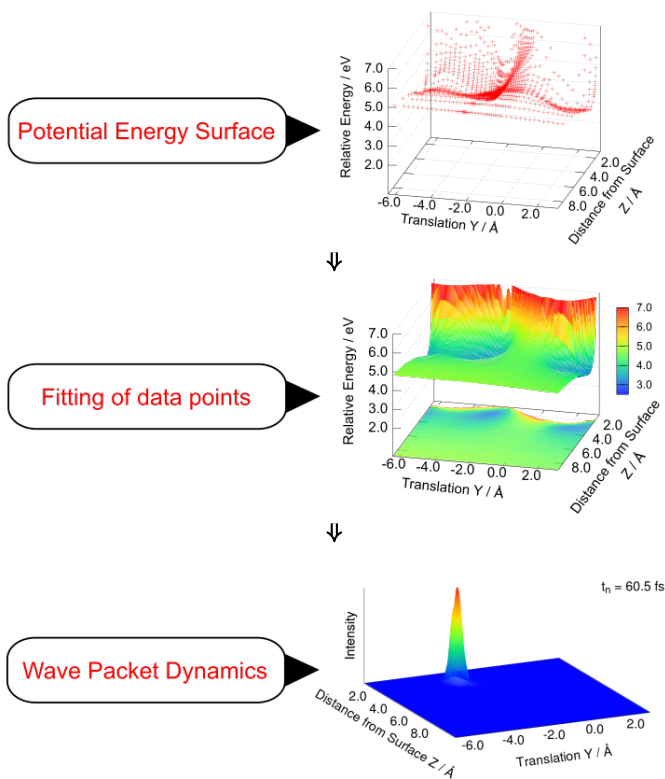 Potential Energy Surface
Relative Energy / eV
7.0
6.0
5.0
4.0
3.0
2.0
-6.0 -4.0 -2.0 0.0 2.0
Translation Y / Å
2.0
4.0
6.0
8.0
Distance from Surface
Z / Å
⇓
Fitting of data points
Relative Energy / eV
7.0
6.0
5.0
4.0
3.0
2.0
-6.0 -4.0 -2.0 0.0 2.0
Translation Y / Å
2.0
4.0
6.0
8.0
Distance from Surface
Z / Å
7.0
6.0
5.0
4.0
3.0
⇓
Wave Packet Dynamics
tn = 60.5 fs
Intensity
2.0
4.0
6.0
8.0
Distance from Surface Z / Å
-6.0 -4.0 -2.0 0.0 2.0
Translation Y / Å